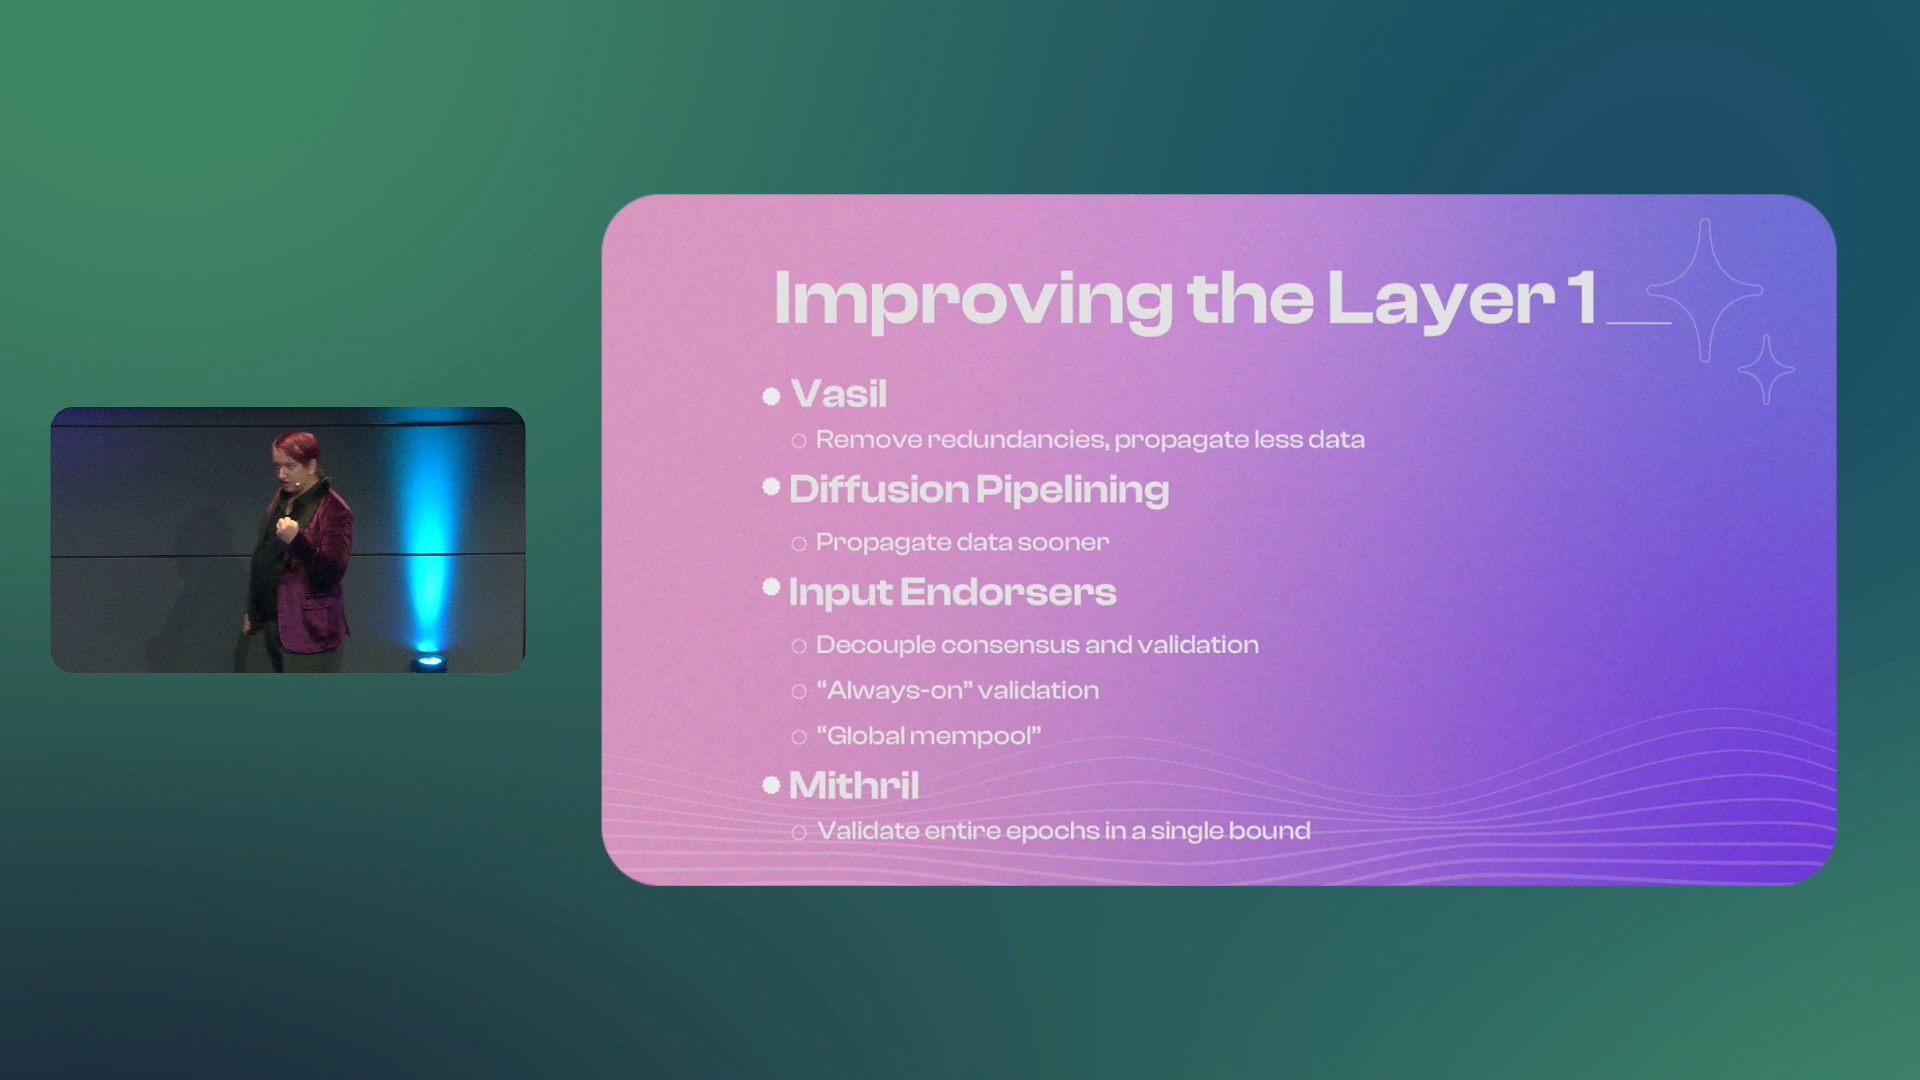 Improving the Layer 1
Vasil
Remove redundancies, propagate less data
Diffusion Pipelining
Propagate data sooner
Input Endorsers
Decouple consensus and validation
“Always-on” validation
“Global mempool”
Mithril
Validate entire epochs in a single bound